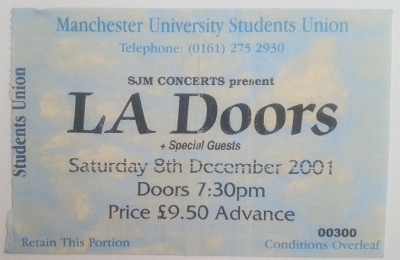 Manchester University Students Union
Telephone: (0161) 275 2930
SJM CONCERTS present
LA Doors
+ Special Guests
Saturday 8th December 2001
Doors 7:30pm
Price £9.50 Advance
00300
Retain This Portion
Conditions Overleaf
Students Union